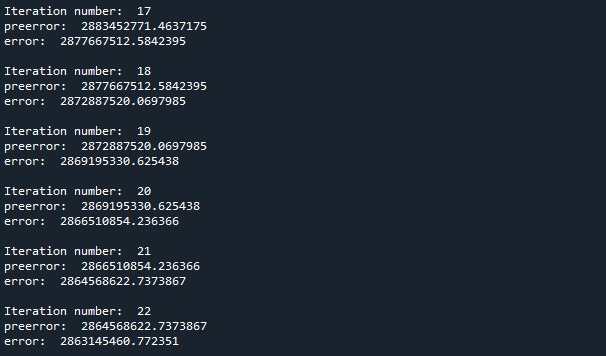 Iteration number:  17
preerror:  2883452771.4637175
error:  2877667512.5842395
Iteration number:  18
preerror:  2877667512.5842395
error:  2872887520.0697985
Iteration number:  19
preerror:  2872887520.0697985
error:  2869195330.625438
Iteration number:  20
preerror:  2869195330.625438
error:  2866510854.236366
Iteration number:  21
preerror:  2866510854.236366
error:  2864568622.7373867
Iteration number:  22
preerror:  2864568622.7373867
error:  2863145460.772351